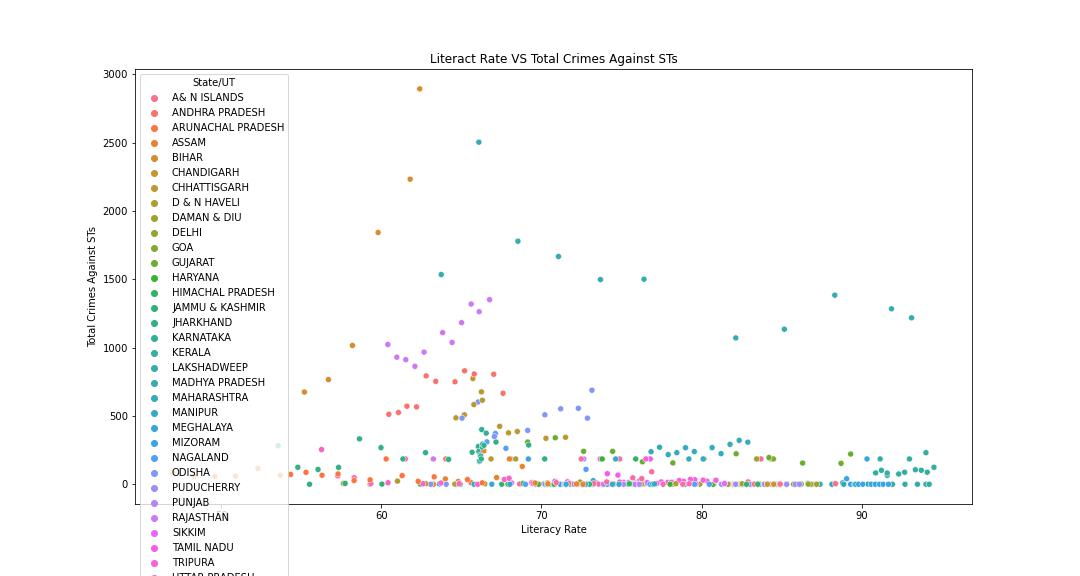 Literact Rate VS Total Crimes Against STs
3000
2500
2000
1500
1000
500
0
Total Crimes Against STs
State/UT
A& N ISLANDS
ANDHRA PRADESH
ARUNACHAL PRADESH
ASSAM
BIHAR
CHANDIGARH
CHHATTISGARH
D & N HAVELI
DAMAN & DIU
DELHI
GOA
GUJARAT
HARYANA
HIMACHAL PRADESH
JAMMU & KASHMIR
JHARKHAND
KARNATAKA
KERALA
LAKSHADWEEP
MADHYA PRADESH
MAHARASHTRA
MANIPUR
MEGHALAYA
MIZORAM
NAGALAND
ODISHA
PUDUCHERRY
PUNJAB
RAJASTHAN
SIKKIM
TAMIL NADU
TRIPURA
UTTAR PRADESH
60
70
80
90
Literacy Rate